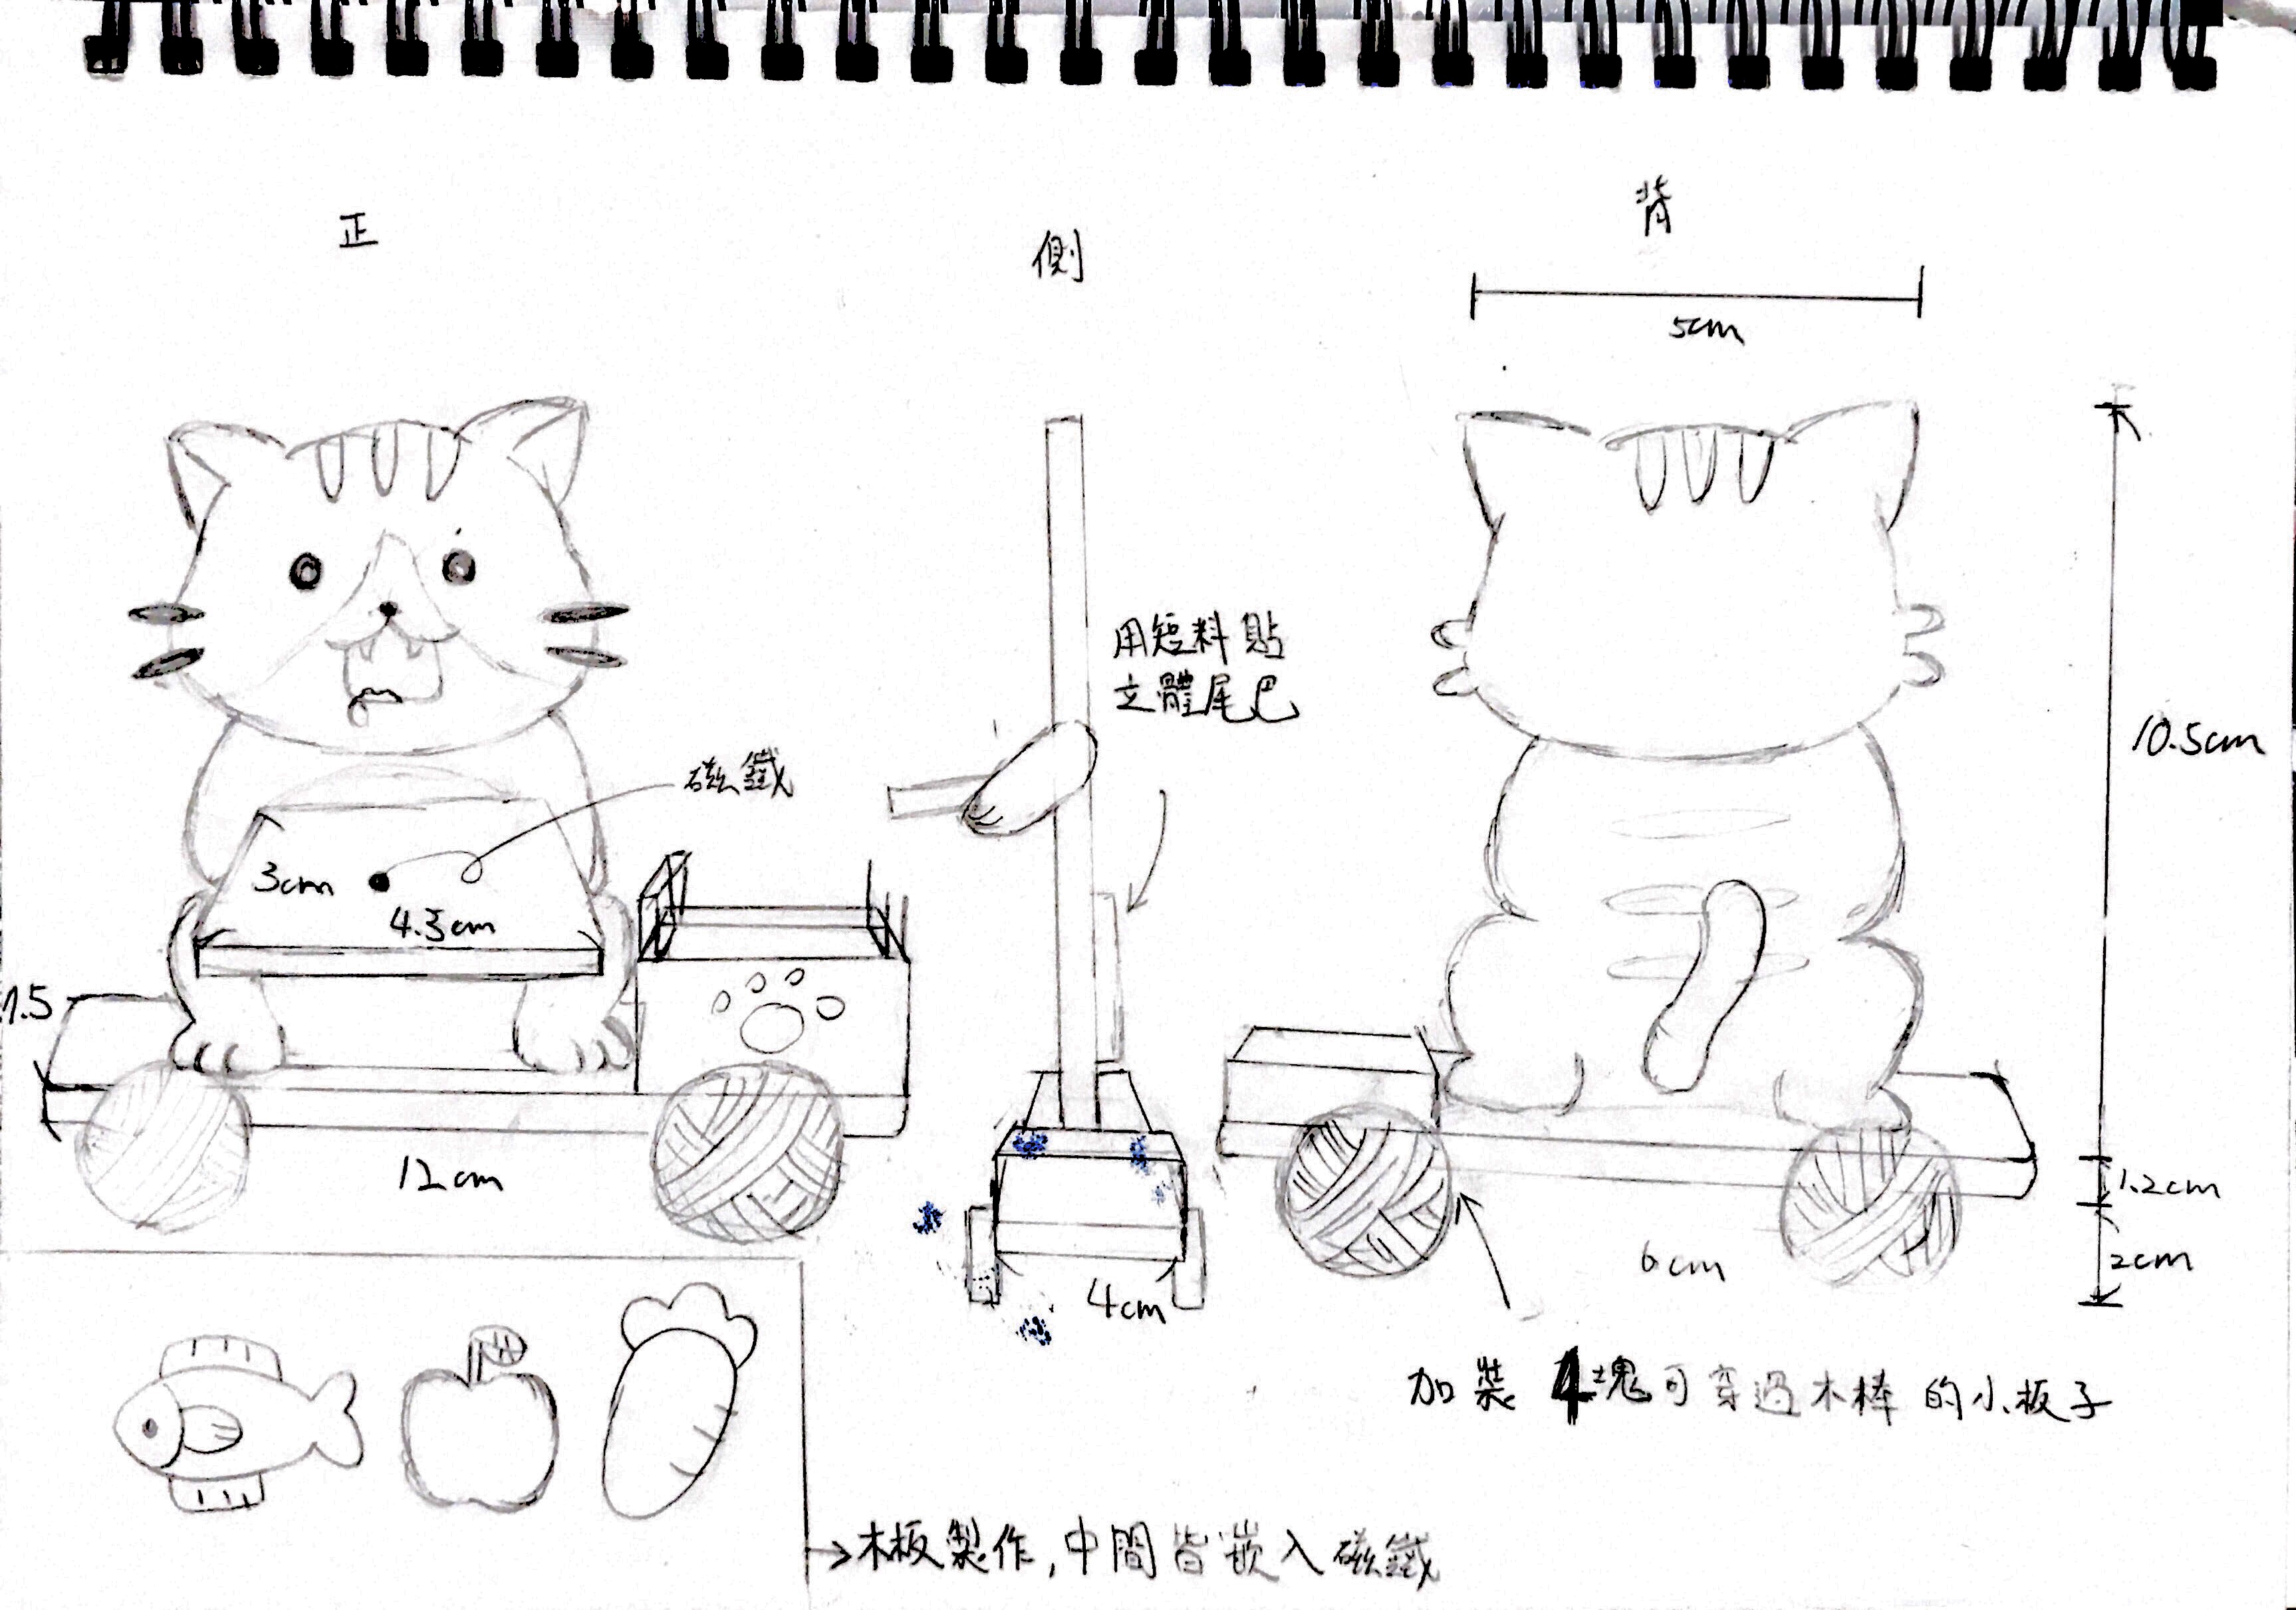 正
側
背
5cm
用短料貼
立體尾巴
10.5cm
磁鐵
3cm
4.3cm
1.5
12cm
1.2cm
2cm
6cm
4cm
加裝 4塊可穿過木棒的小板子
木板製作,中間皆嵌入磁鐵